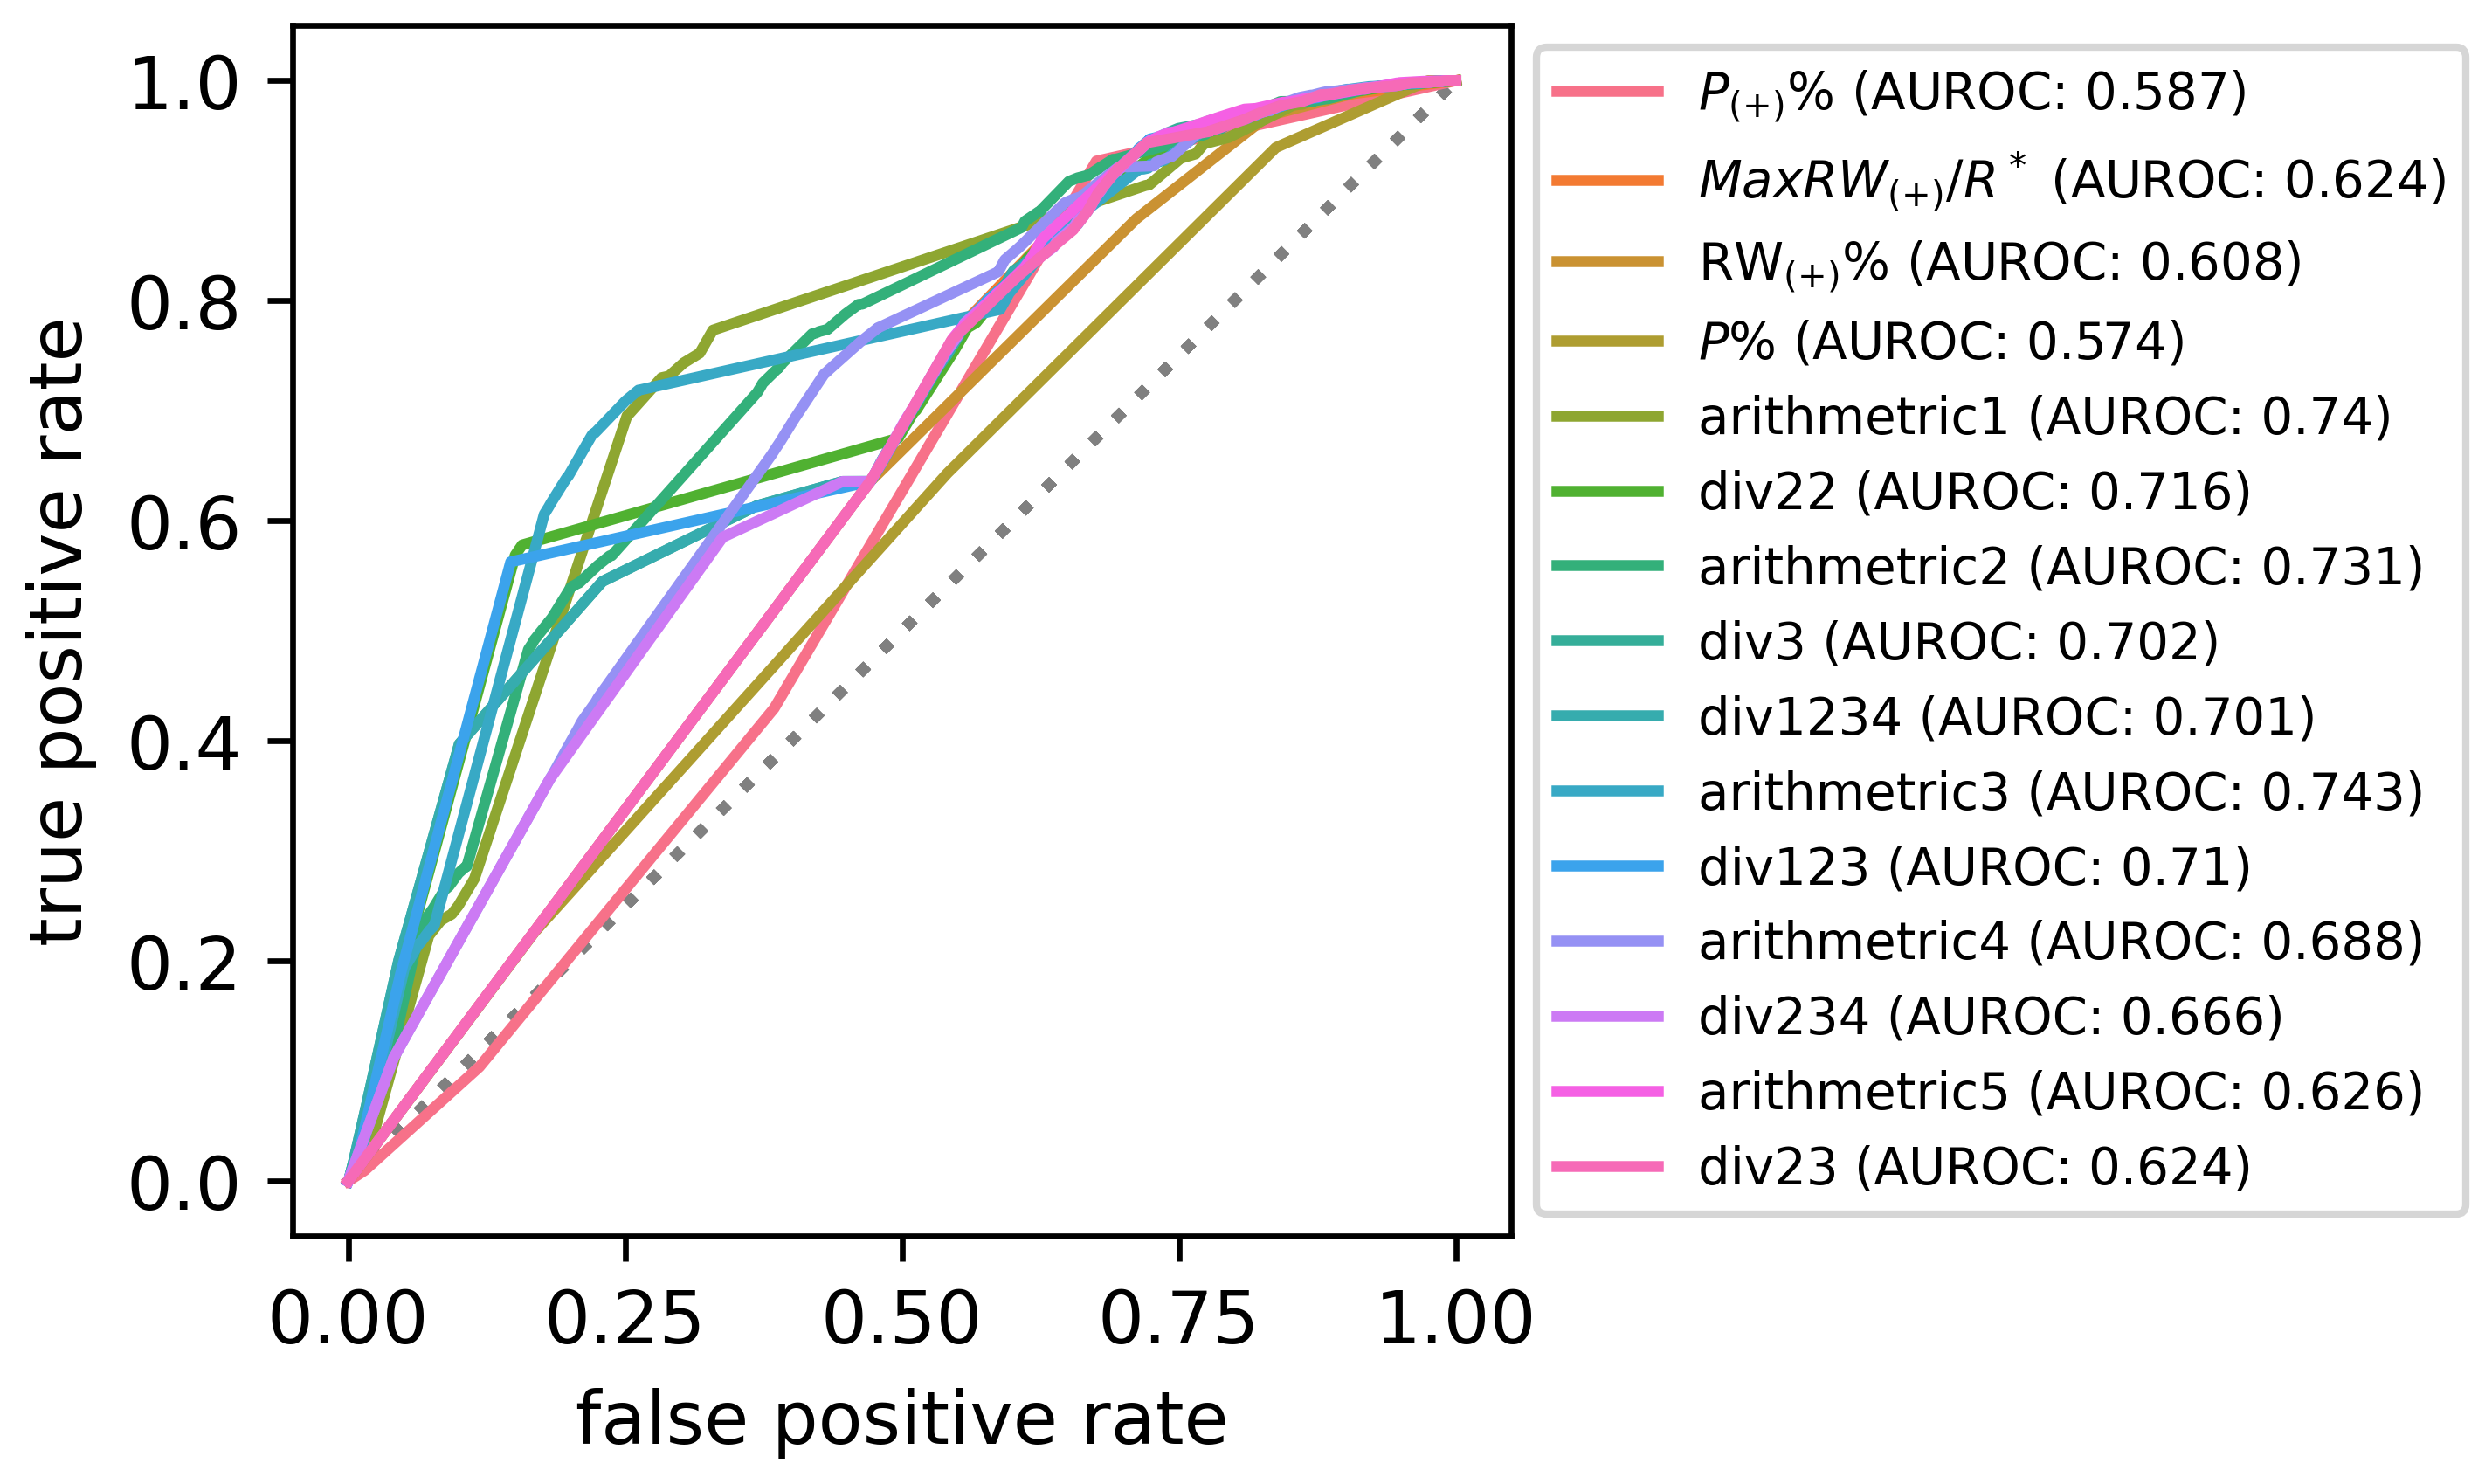 1.0
0.8
0.6
0.4
0.2
0.0
true positive rate
0.00 0.25 0.50 0.75 1.00
false positive rate
P(+)% (AUROC: 0.587)
MaxRW(+)/R* (AUROC: 0.624)
RW(+)% (AUROC: 0.608)
P% (AUROC: 0.574)
arithmetric1 (AUROC: 0.74)
div22 (AUROC: 0.716)
arithmetric2 (AUROC: 0.731)
div3 (AUROC: 0.702)
div1234 (AUROC: 0.701)
arithmetric3 (AUROC: 0.743)
div123 (AUROC: 0.71)
arithmetric4 (AUROC: 0.688)
div234 (AUROC: 0.666)
arithmetric5 (AUROC: 0.626)
div23 (AUROC: 0.624)